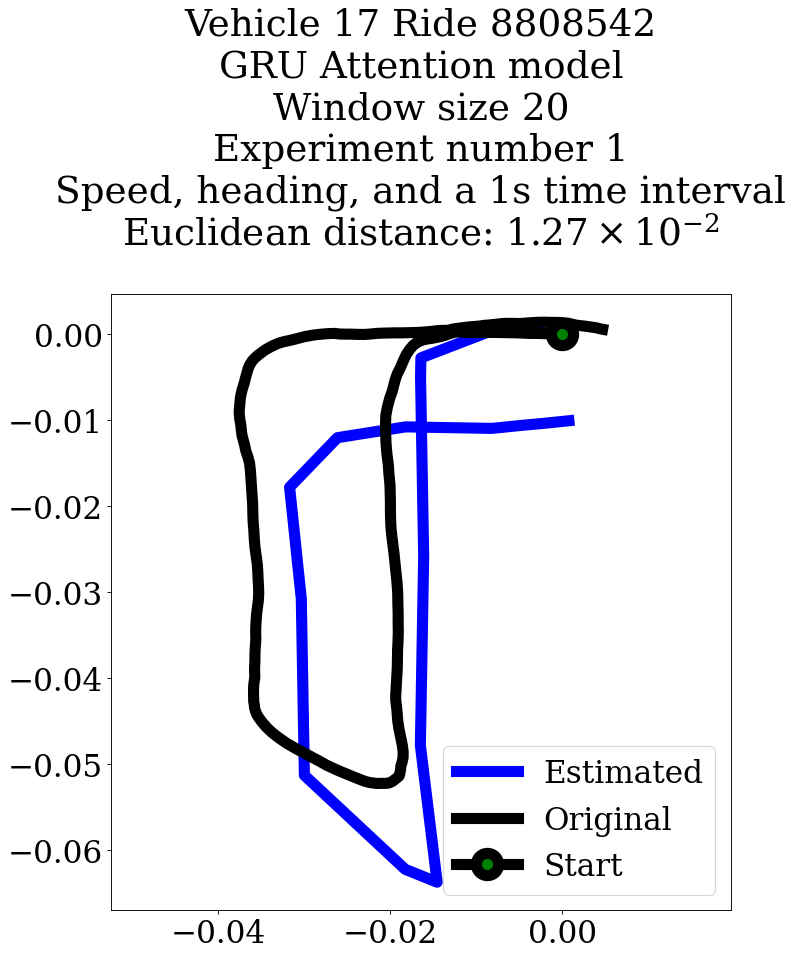 Vehicle 17 Ride 8808542
GRU Attention model
Window size 20
Experiment number 1
Speed, heading, and a 1s time interval
Euclidean distance: 1.27 × 10⁻²
0.00
−0.01
−0.02
−0.03
−0.04
−0.05
−0.06
Estimated
Original
Start
−0.04
−0.02
0.00